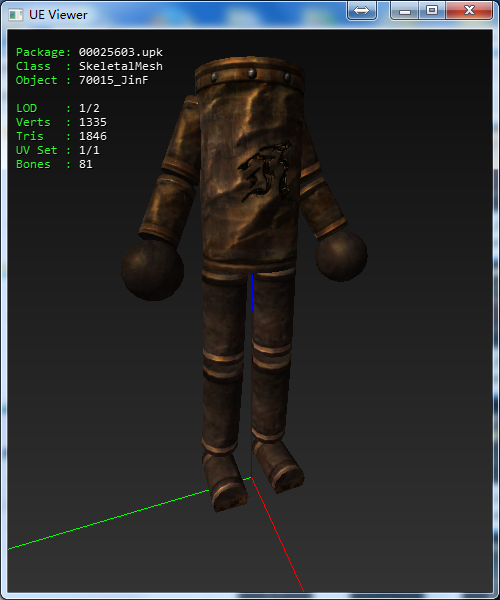 UE Viewer
Package: 00025603.upk
Class : SkeletalMesh
Object : 70015_JinF
LOD : 1/2
Verts : 1335
Tris : 1846
UV Set : 1/1
Bones : 81